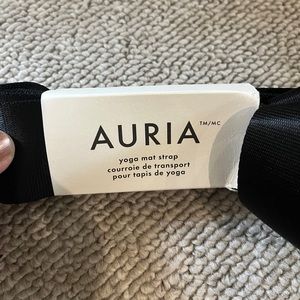 AURIA TM/MC
yoga mat strap
courroie de transport
pour tapis de yoga